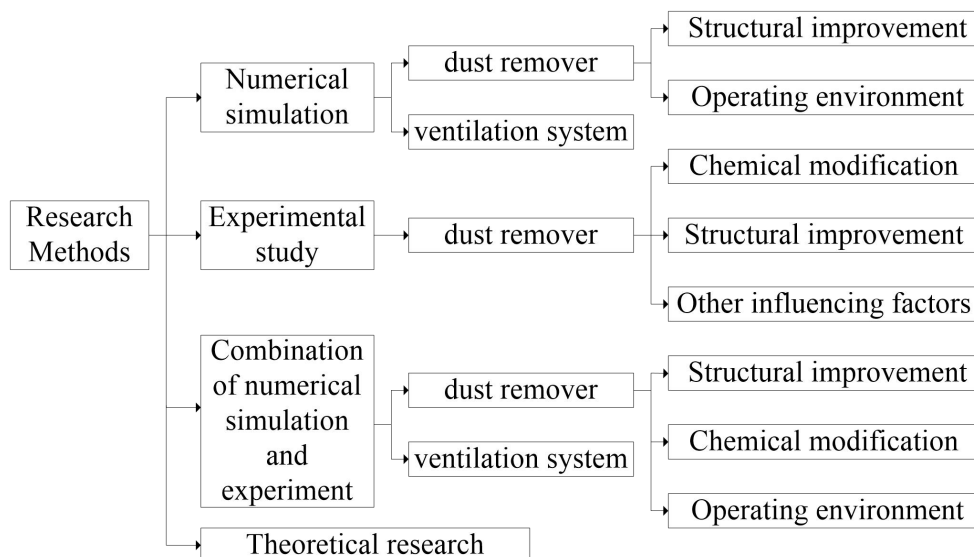 Research
Methods
Numerical
simulation
dust remover
Structural improvement
Operating environment
ventilation system
Experimental
study
dust remover
Chemical modification
Structural improvement
Other influencing factors
Combination
of numerical
simulation
and
experiment
dust remover
Structural improvement
Chemical modification
Operating environment
ventilation system
Theoretical research